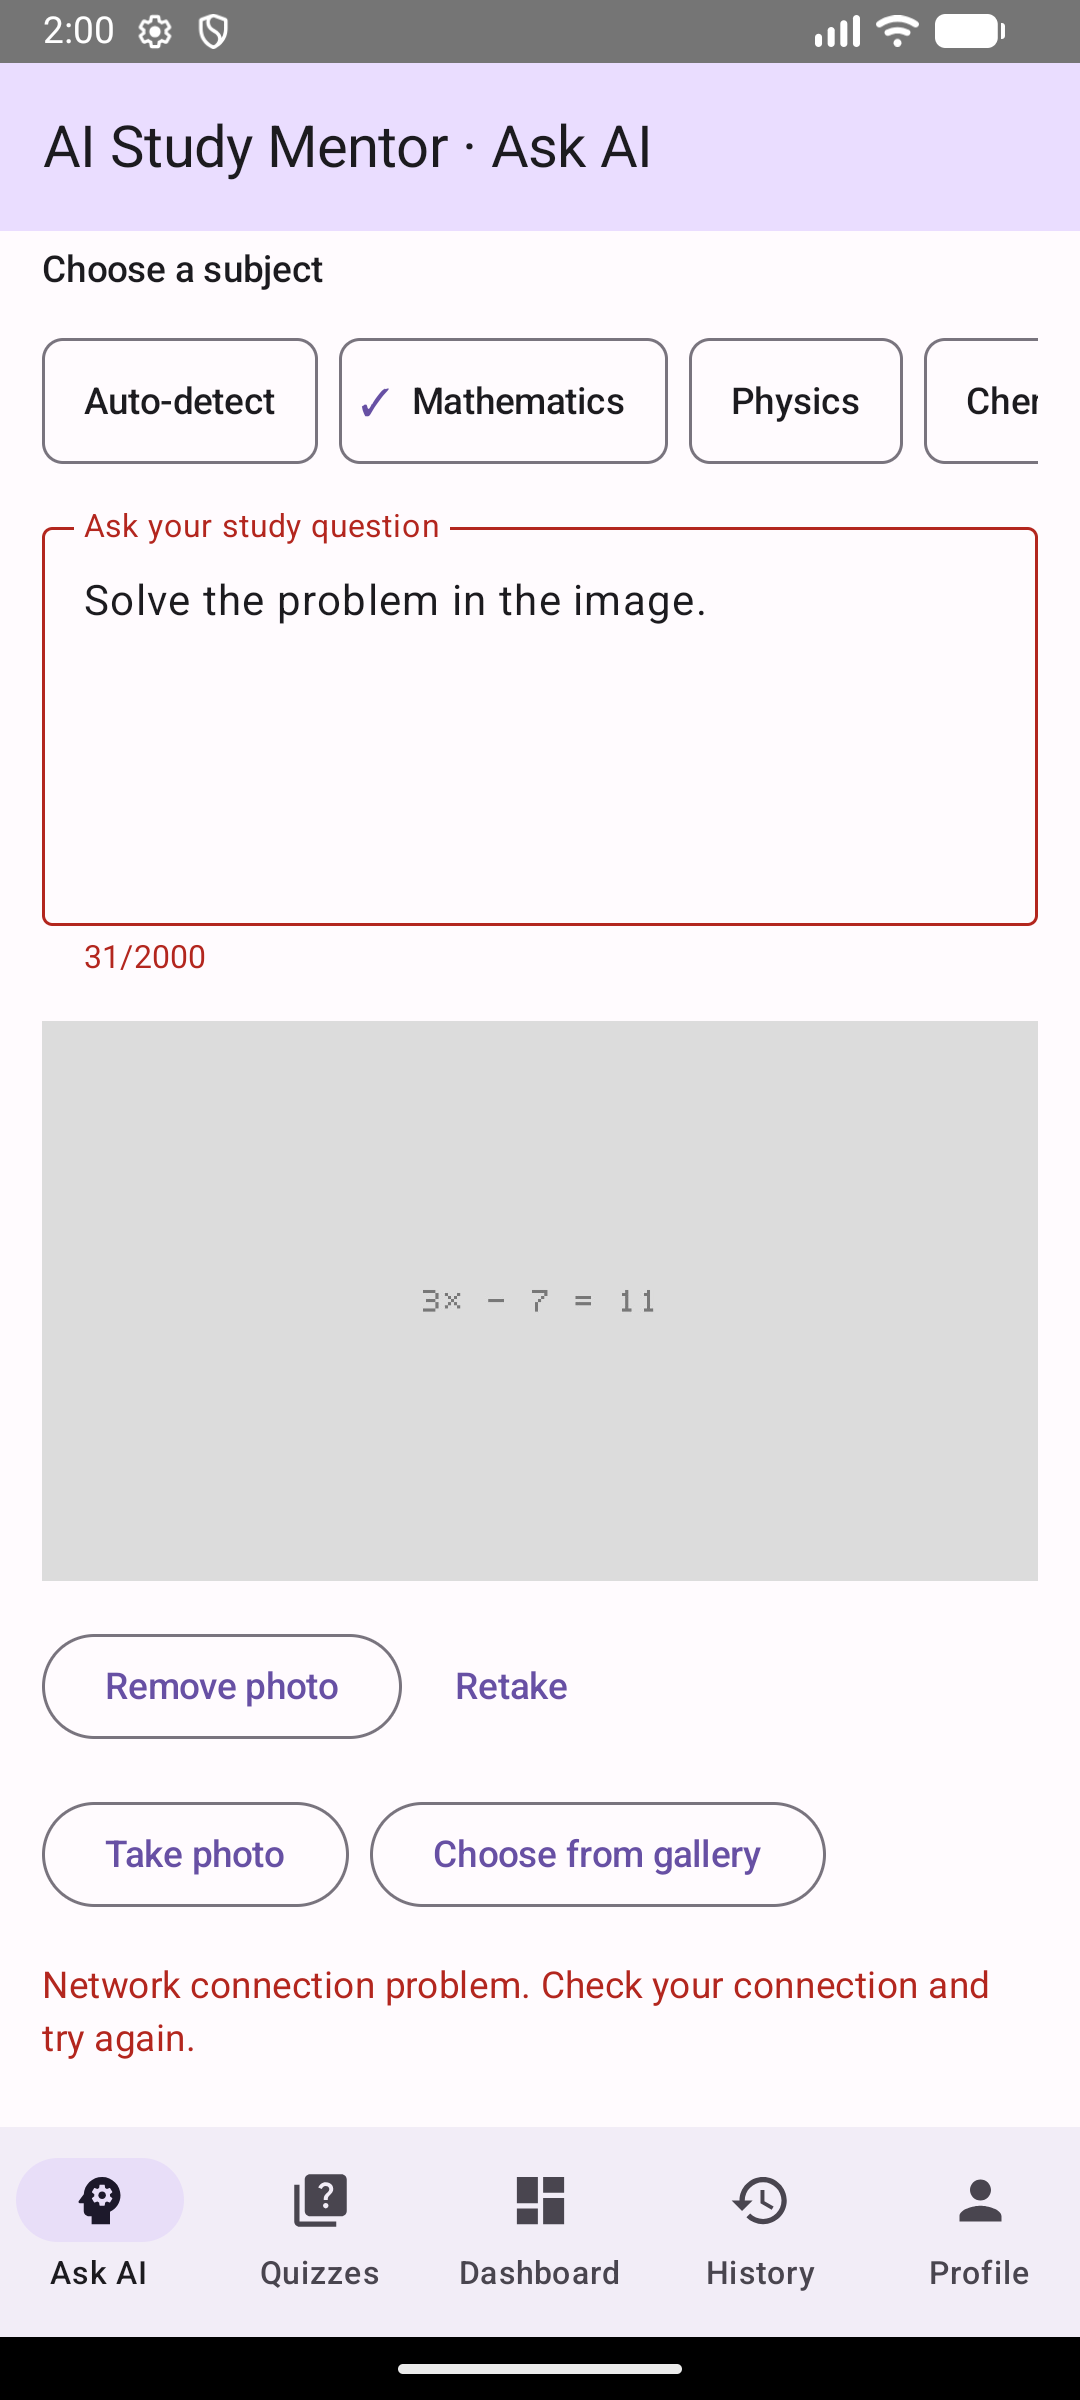 2:00
AI Study Mentor · Ask AI
Choose a subject
Auto-detect
✓ Mathematics
Physics
Ask your study question
Solve the problem in the image.
31/2000
3x - 7 = 11
Remove photo
Retake
Take photo
Choose from gallery
Network connection problem. Check your connection and
try again.
Ask AI
Quizzes
Dashboard
History
Profile